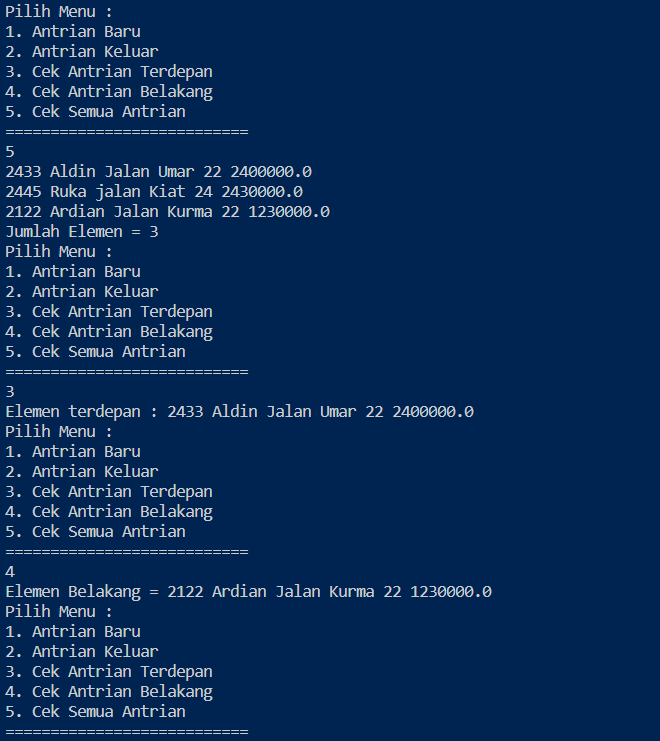 Pilih Menu :
1. Antrian Baru
2. Antrian Keluar
3. Cek Antrian Terdepan
4. Cek Antrian Belakang
5. Cek Semua Antrian
===========================
5
2433 Aldin Jalan Umar 22 2400000.0
2445 Ruka jalan Kiat 24 2430000.0
2122 Ardian Jalan Kurma 22 1230000.0
Jumlah Elemen = 3
Pilih Menu :
1. Antrian Baru
2. Antrian Keluar
3. Cek Antrian Terdepan
4. Cek Antrian Belakang
5. Cek Semua Antrian
===========================
3
Elemen terdepan : 2433 Aldin Jalan Umar 22 2400000.0
Pilih Menu :
1. Antrian Baru
2. Antrian Keluar
3. Cek Antrian Terdepan
4. Cek Antrian Belakang
5. Cek Semua Antrian
===========================
4
Elemen Belakang = 2122 Ardian Jalan Kurma 22 1230000.0
Pilih Menu :
1. Antrian Baru
2. Antrian Keluar
3. Cek Antrian Terdepan
4. Cek Antrian Belakang
5. Cek Semua Antrian
===========================